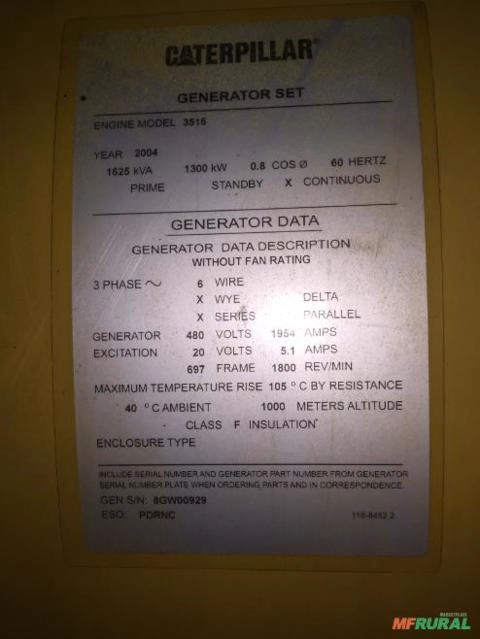 CATERPILLAR®
GENERATOR SET
ENGINE MODEL 3516
YEAR 2004
1625 kVA 1300 kW 0.8 COS Ø 60 HERTZ
PRIME STANDBY X CONTINUOUS
GENERATOR DATA
GENERATOR DATA DESCRIPTION
WITHOUT FAN RATING
3 PHASE ~ 6 WIRE
X WYE DELTA
X SERIES PARALLEL
GENERATOR 480 VOLTS 1954 AMPS
EXCITATION 20 VOLTS 5.1 AMPS
697 FRAME 1800 REV/MIN
MAXIMUM TEMPERATURE RISE 105 °C BY RESISTANCE
40 °C AMBIENT 1000 METERS ALTITUDE
CLASS F INSULATION
ENCLOSURE TYPE
INCLUDE SERIAL NUMBER AND GENERATOR PART NUMBER FROM GENERATOR
SERIAL NUMBER PLATE WHEN ORDERING PARTS AND IN CORRESPONDENCE.
GEN S/N: 8GW00929
ESO: PDRNC 116-8452 2
MARKETPLACE
MFRURAL